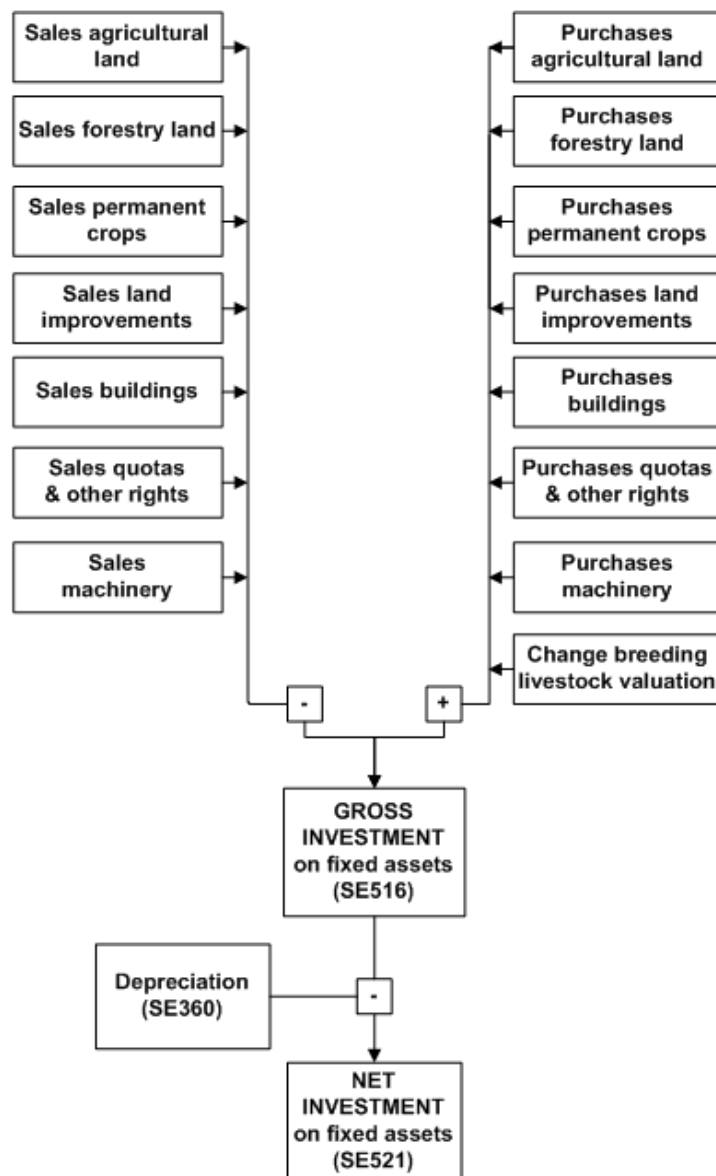 Sales agricultural
land
Purchases
agricultural land
Sales forestry land
Purchases
forestry land
Sales permanent
crops
Purchases
permanent crops
Sales land
improvements
Purchases land
improvements
Sales buildings
Purchases
buildings
Sales quotas
& other rights
Purchases quotas
& other rights
Sales
machinery
Purchases
machinery
Change breeding
livestock valuation
-
+
GROSS
INVESTMENT
on fixed assets
(SE516)
Depreciation
(SE360)
-
NET
INVESTMENT
on fixed assets
(SE521)